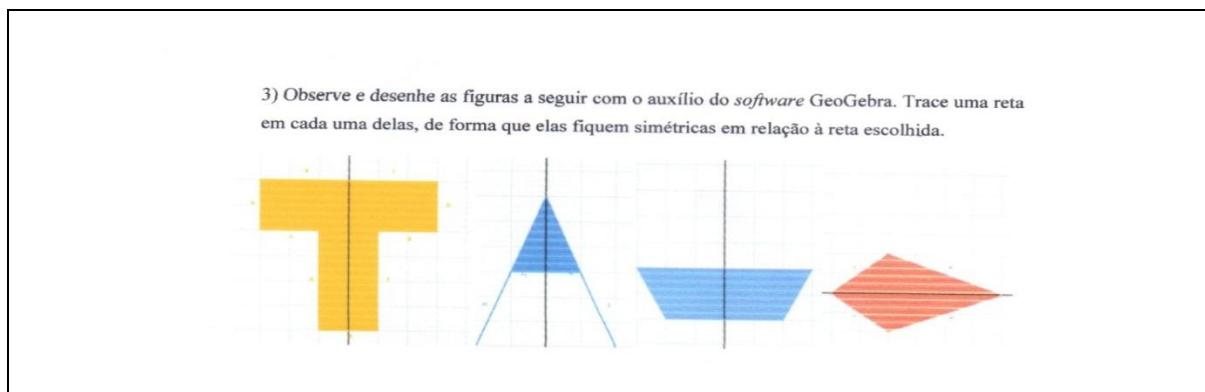 3) Observe e desenhe as figuras a seguir com o auxílio do software GeoGebra. Trace uma reta
em cada uma delas, de forma que elas fiquem simétricas em relação à reta escolhida.